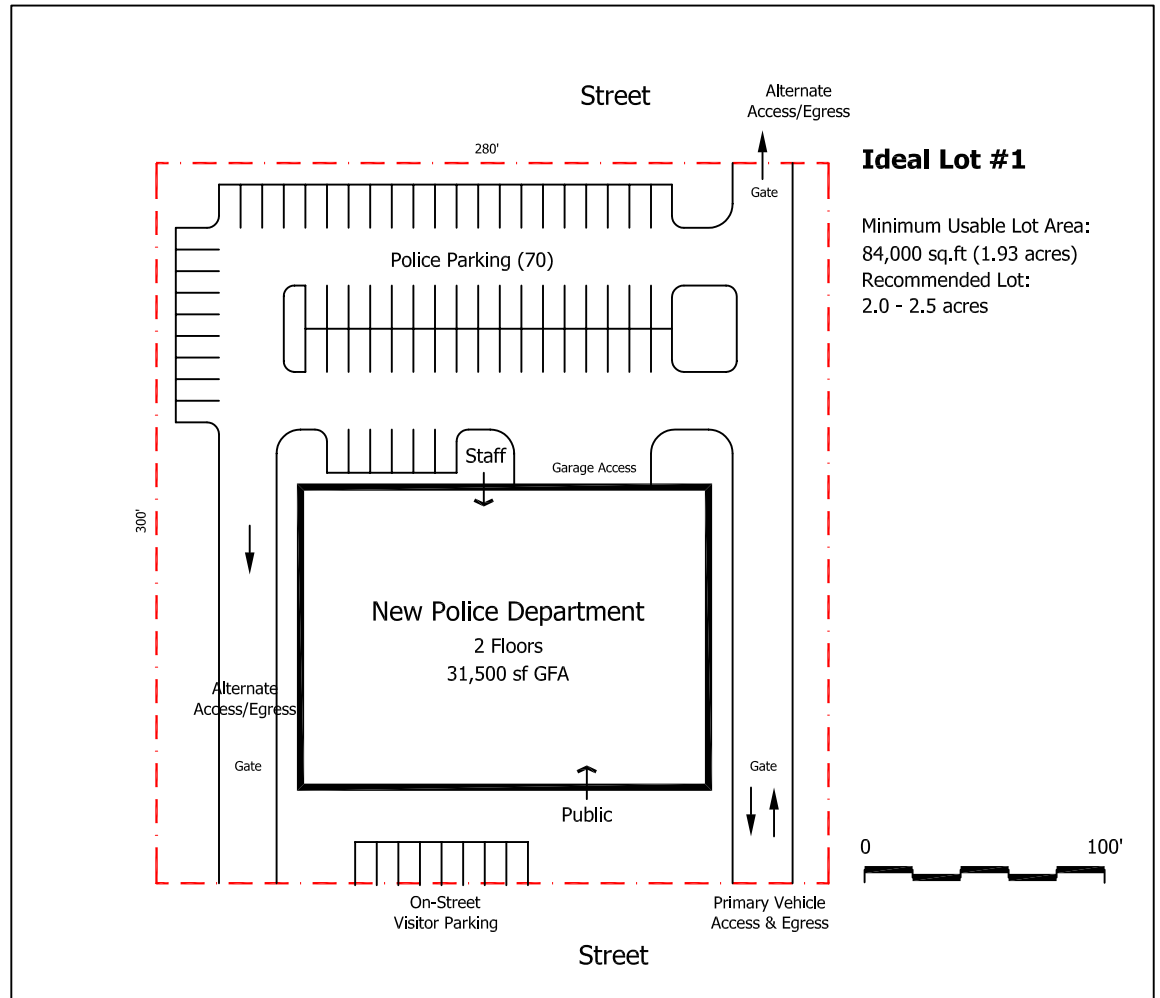 Street
Alternate
Access/Egress
280'
Ideal Lot #1
Gate
Minimum Usable Lot Area:
84,000 sq.ft (1.93 acres)
Recommended Lot:
2.0 - 2.5 acres
Police Parking (70)
Staff
Garage Access
300'
New Police Department
2 Floors
31,500 sf GFA
Alternate
Access/Egress
Gate
Gate
Public
0
100'
On-Street
Visitor Parking
Primary Vehicle
Access & Egress
Street